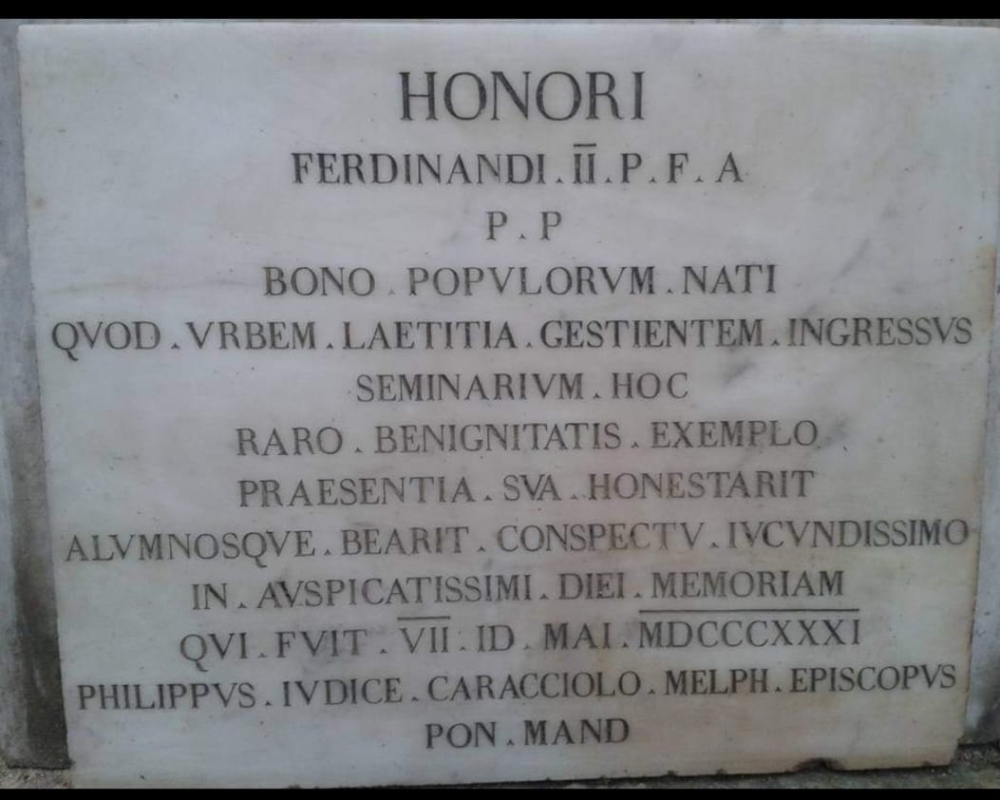 HONORI
FERDINANDI . II . P . F . A
P . P
BONO . POPVLORVM . NATI
QVOD . VRBEM . LAETITIA . GESTIENTEM . INGRESSVS
SEMINARIVM . HOC
RARO . BENIGNITATIS . EXEMPLO
PRAESENTIA . SVA . HONESTARIT
ALVMNOSQVE . BEARIT . CONSPECTV . IVCVNDISSIMO
IN . AVSPICATISSIMI . DIEI . MEMORIAM
QVI . FVIT . VII . ID . MAI . MDCCCXXXI
PHILIPPVS . IVDICE . CARACCIOLO . MELPH . EPISCOPVS
PON . MAND